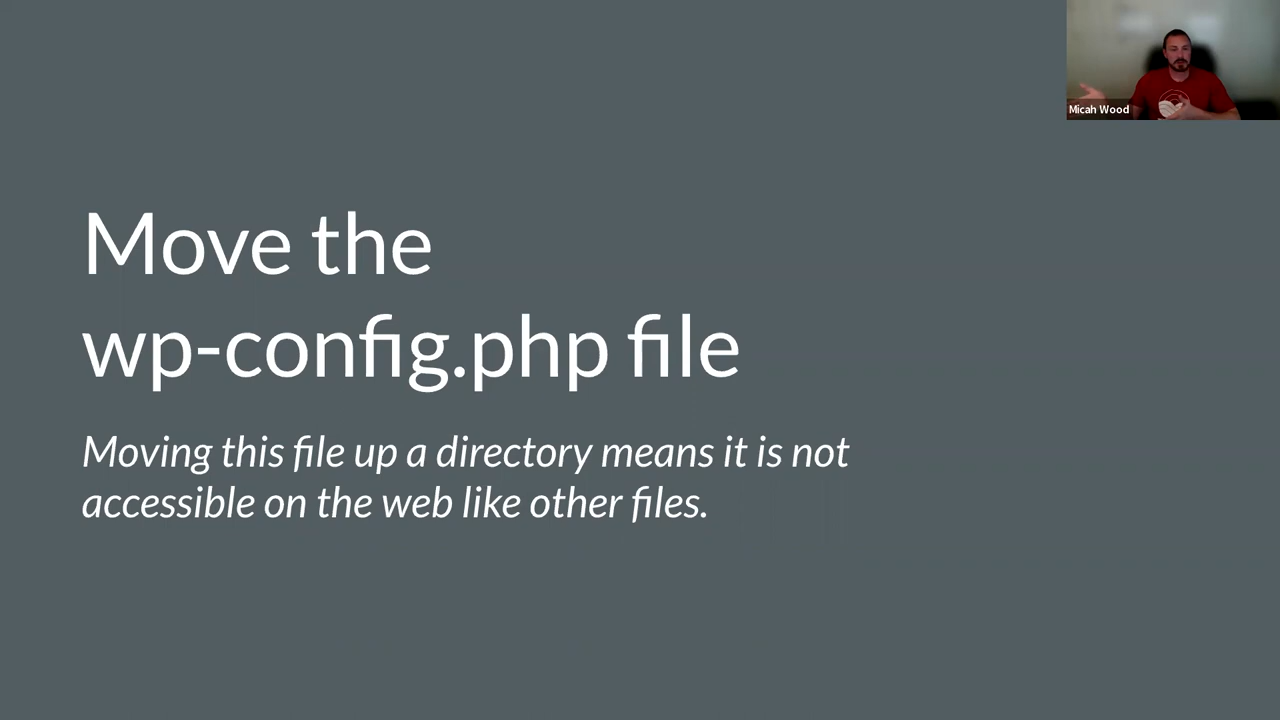 Micah Wood
Move the
wp-config.php file
Moving this file up a directory means it is not
accessible on the web like other files.